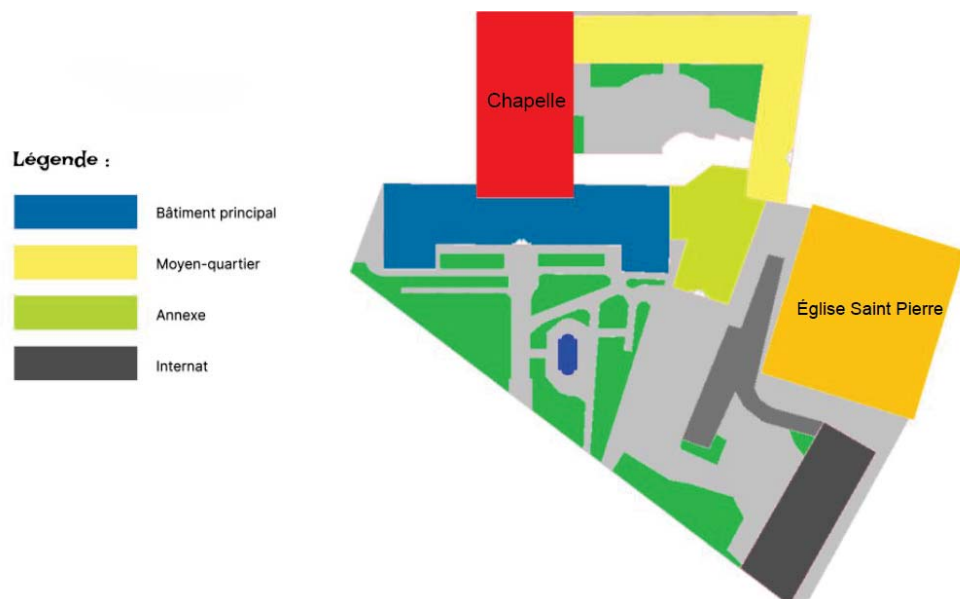 Légende :
Bâtiment principal
Moyen-quartier
Annexe
Internat
Chapelle
Église Saint Pierre